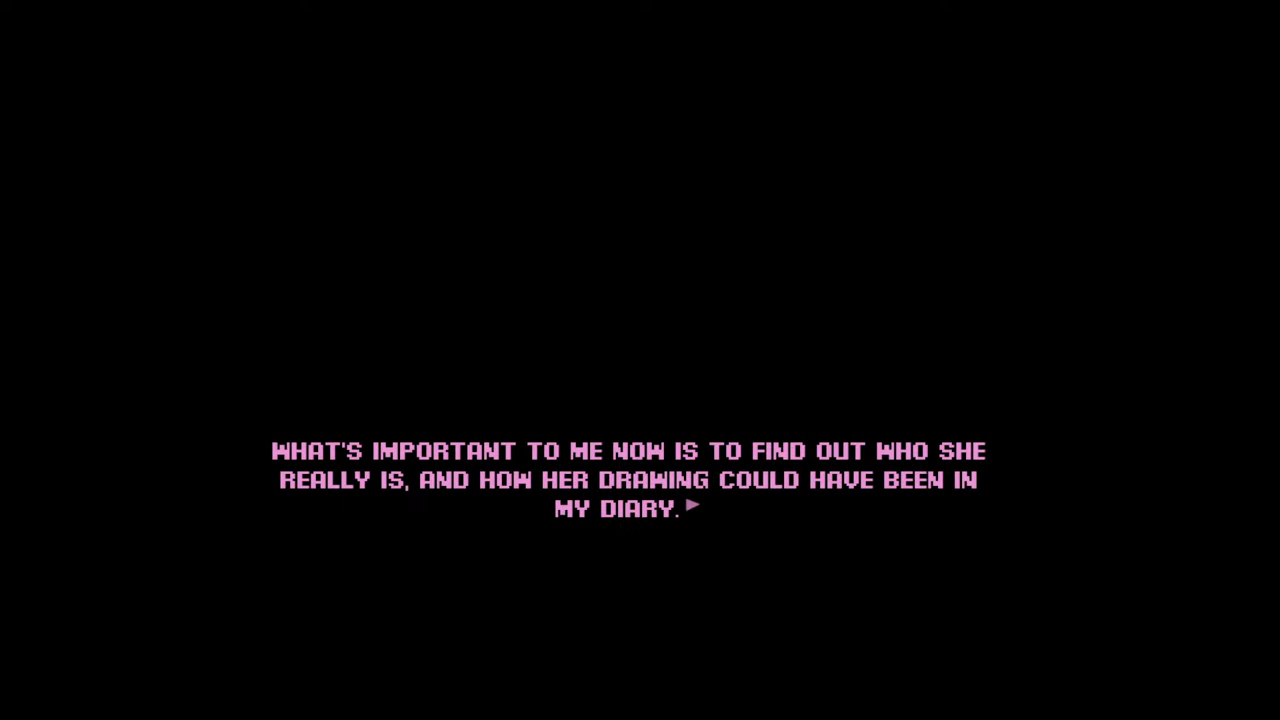 WHAT'S IMPORTANT TO ME NOW IS TO FIND OUT WHO SHE
REALLY IS, AND HOW HER DRAWING COULD HAVE BEEN IN
MY DIARY.